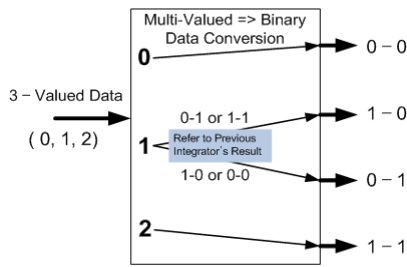 Multi-Valued => Binary
Data Conversion
0
0 – 0
3 – Valued Data
( 0, 1, 2)
0-1 or 1-1
1 – 0
1
Refer to Previous
Integrator`s Result
1-0 or 0-0
0 – 1
2
1 – 1